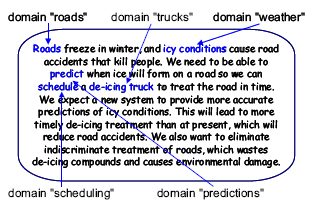 domain "roads" domain "trucks" domain "weather"
Roads freeze in winter, and icy conditions cause road
accidents that kill people. We need to be able to
predict when ice will form on a road so we can
schedule a de-icing truck to treat the road in time.
We expect a new system to provide more accurate
predictions of icy conditions. This will lead to more
timely de-icing treatment than at present, which will
reduce road accidents. We also want to eliminate
indiscriminate treatment of roads, which wastes
de-icing compounds and causes environmental damage.
domain "scheduling" domain "predictions"